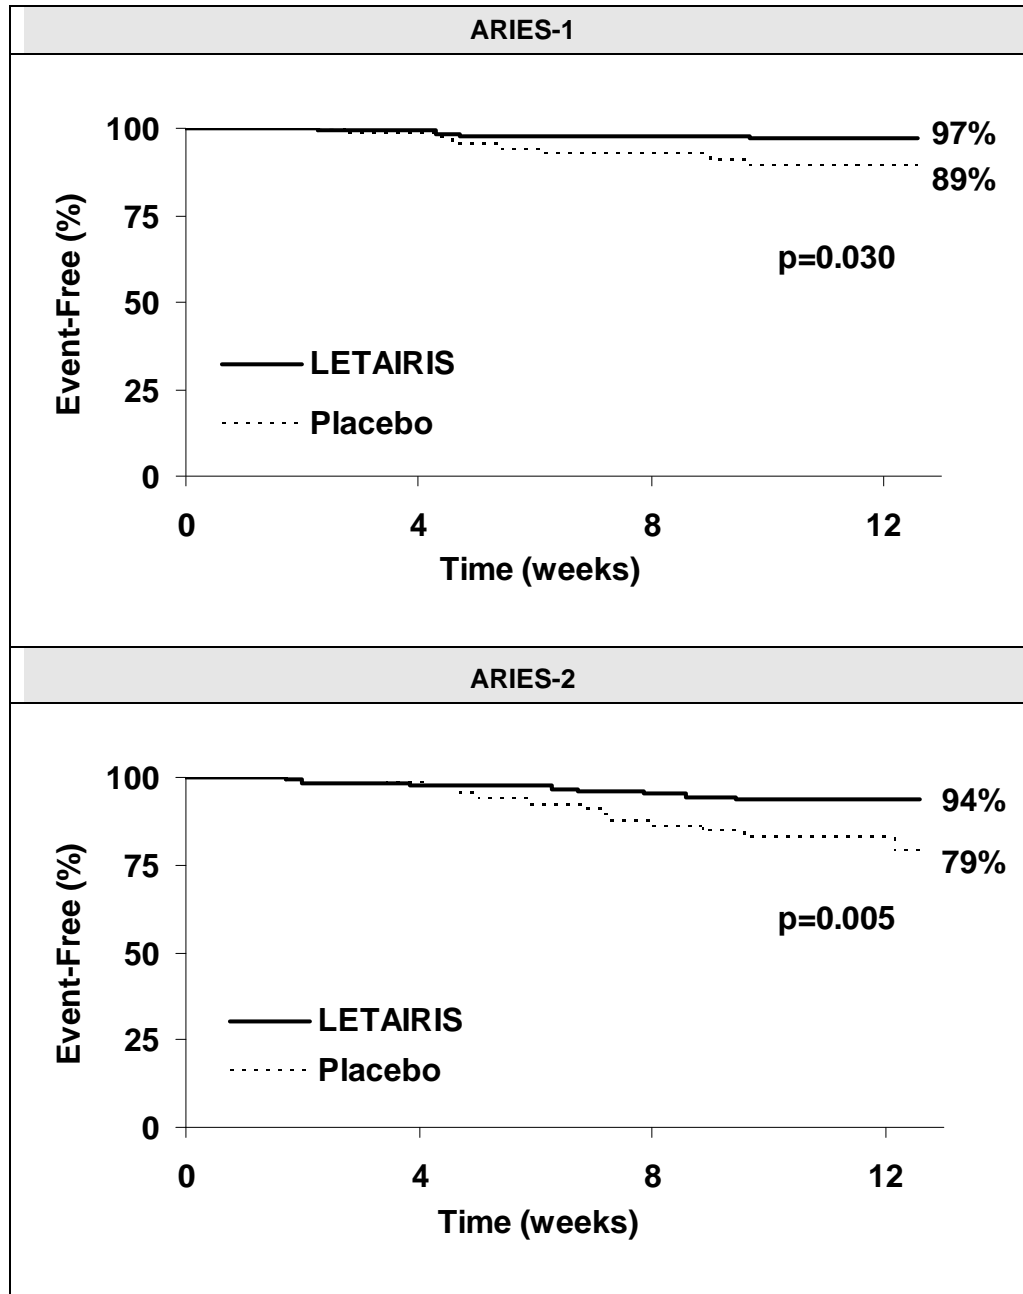 ARIES-1
100
75
50
25
0
Event-Free (%)
97%
89%
p=0.030
LETAIRIS
Placebo
0 4 8 12
Time (weeks)
ARIES-2
100
75
50
25
0
Event-Free (%)
94%
79%
p=0.005
LETAIRIS
Placebo
0 4 8 12
Time (weeks)